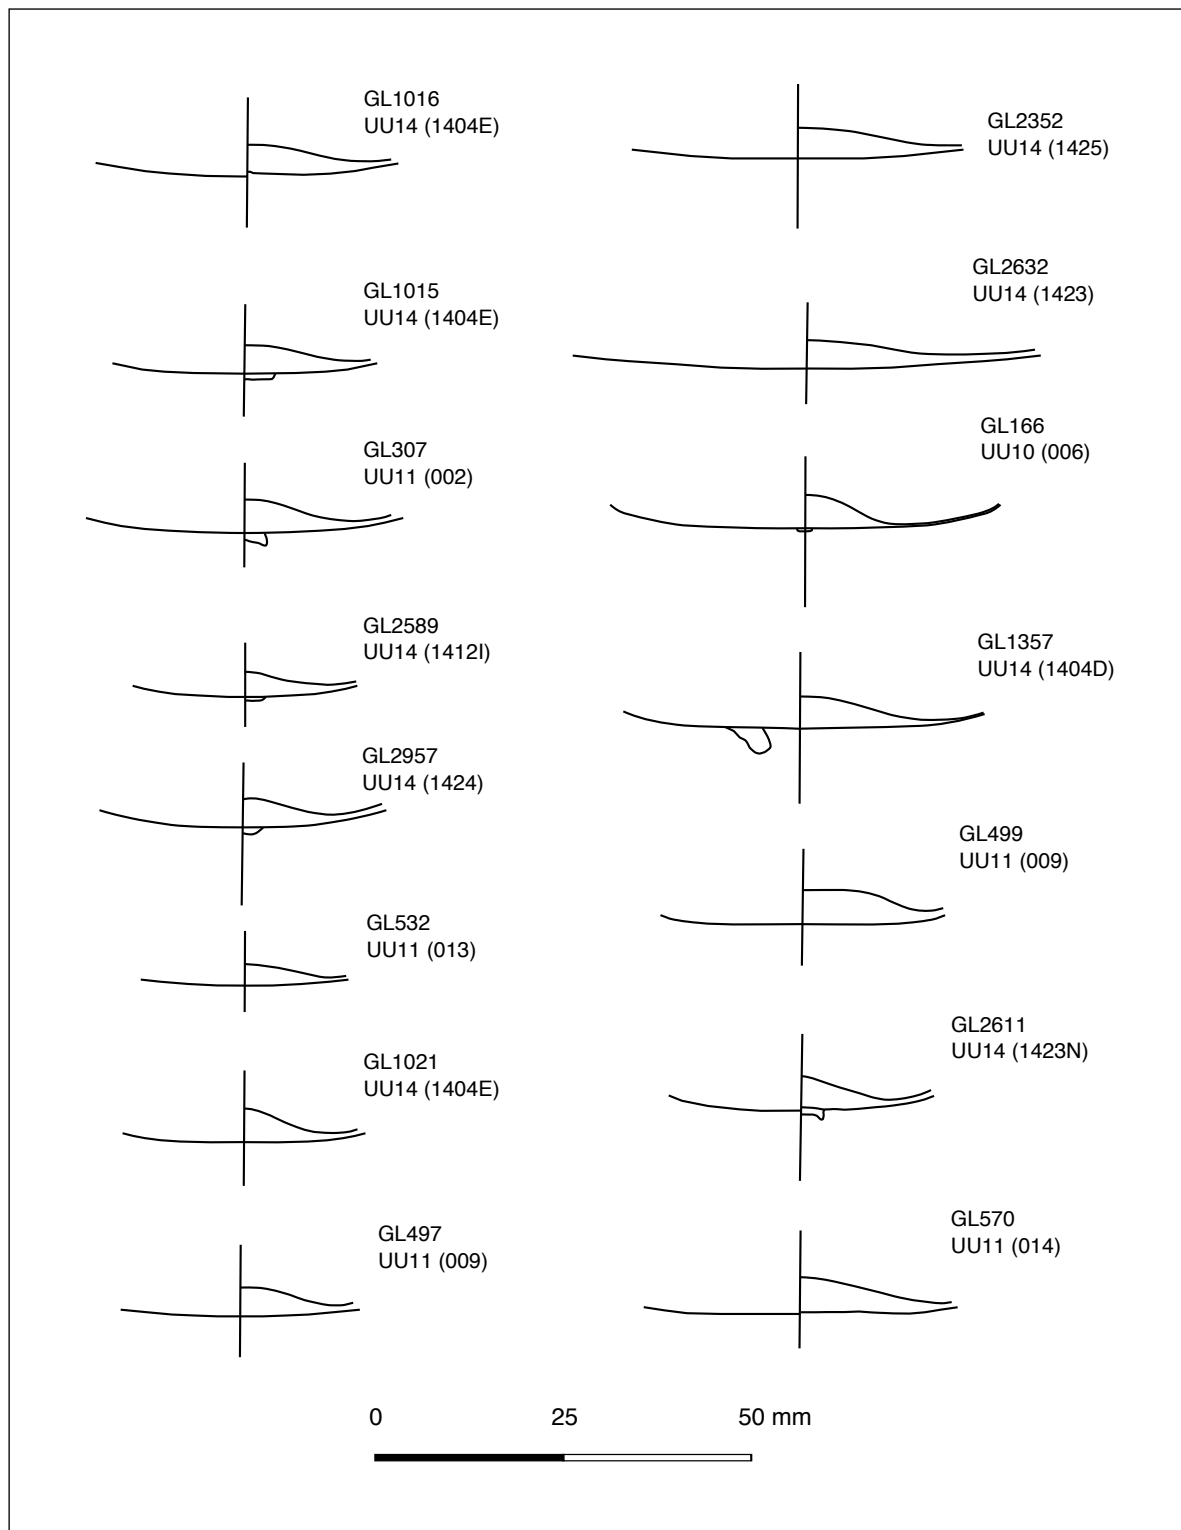 GL1016
UU14 (1404E)
GL1015
UU14 (1404E)
GL307
UU11 (002)
GL2589
UU14 (1412I)
GL2957
UU14 (1424)
GL532
UU11 (013)
GL1021
UU14 (1404E)
GL497
UU11 (009)
GL2352
UU14 (1425)
GL2632
UU14 (1423)
GL166
UU10 (006)
GL1357
UU14 (1404D)
GL499
UU11 (009)
GL2611
UU14 (1423N)
GL570
UU11 (014)
0 25 50 mm